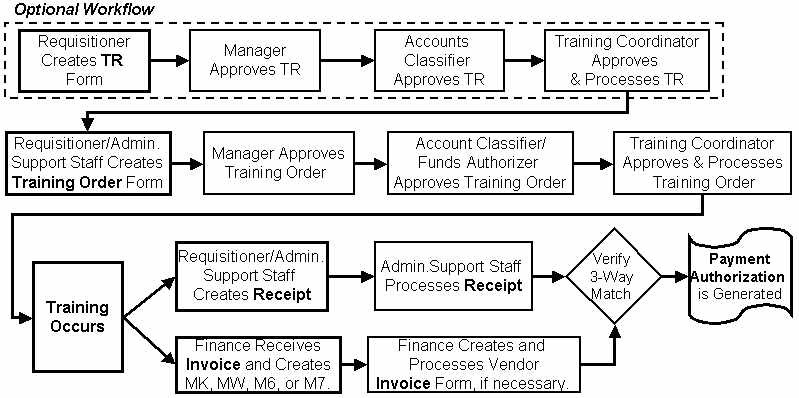 Optional Workflow
Requisitioner
Creates TR
Form
Manager
Approves TR
Accounts
Classifier
Approves TR
Training Coordinator
Approves
& Processes TR
Requisitioner/Admin.
Support Staff Creates
Training Order Form
Manager Approves
Training Order
Account Classifier/
Funds Authorizer
Approves Training Order
Training Coordinator
Approves & Processes
Training Order
Training
Occurs
Requisitioner/Admin.
Support Staff
Creates Receipt
Admin.Support Staff
Processes Receipt
Verify
3-Way
Match
Payment
Authorization
is Generated
Finance Receives
Invoice and Creates
MK, MW, M6, or M7.
Finance Creates and
Processes Vendor
Invoice Form, if necessary.